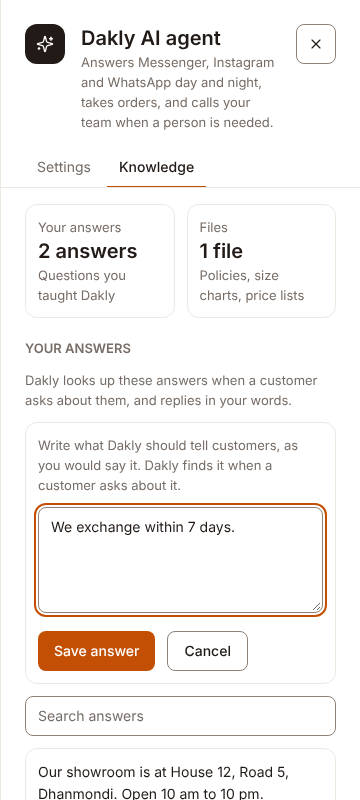 Dakly AI agent
Answers Messenger, Instagram
and WhatsApp day and night,
takes orders, and calls your
team when a person is needed.
Settings
Knowledge
Your answers
2 answers
Questions you
taught Dakly
Files
1 file
Policies, size
charts, price lists
YOUR ANSWERS
Dakly looks up these answers when a customer
asks about them, and replies in your words.
Write what Dakly should tell customers, as
you would say it. Dakly finds it when a
customer asks about it.
We exchange within 7 days.
Save answer
Cancel
Search answers
Our showroom is at House 12, Road 5,
Dhanmondi. Open 10 am to 10 pm.